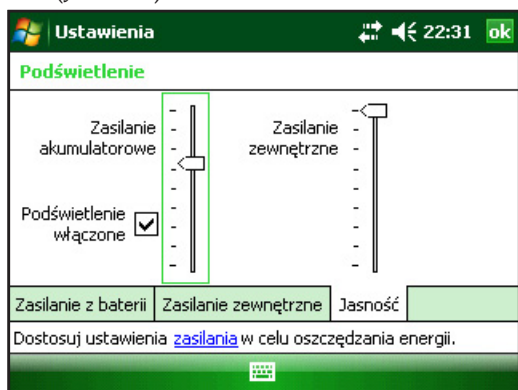 Ustawienia 22:31 ok
Podświetlenie
Zasilanie
akumulatorowe
Zasilanie
zewnętrzne
Podświetlenie
włączone
Zasilanie z baterii Zasilanie zewnętrzne Jasność
Dostosuj ustawienia zasilania w celu oszczędzania energii.